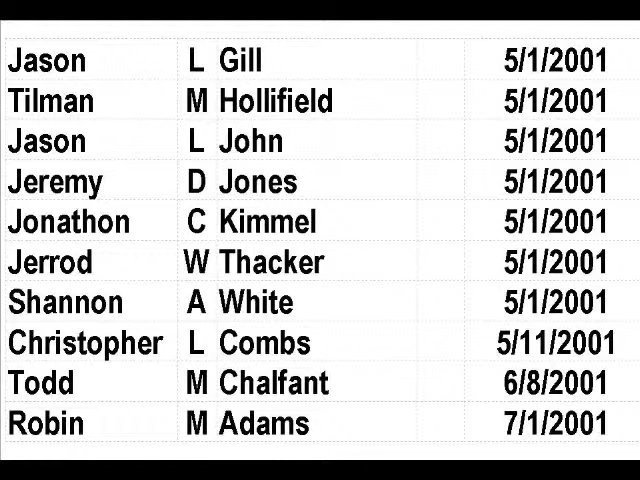 Jason L Gill 5/1/2001
Tilman M Hollifield 5/1/2001
Jason L John 5/1/2001
Jeremy D Jones 5/1/2001
Jonathon C Kimmel 5/1/2001
Jerrod W Thacker 5/1/2001
Shannon A White 5/1/2001
Christopher L Combs 5/11/2001
Todd M Chalfant 6/8/2001
Robin M Adams 7/1/2001